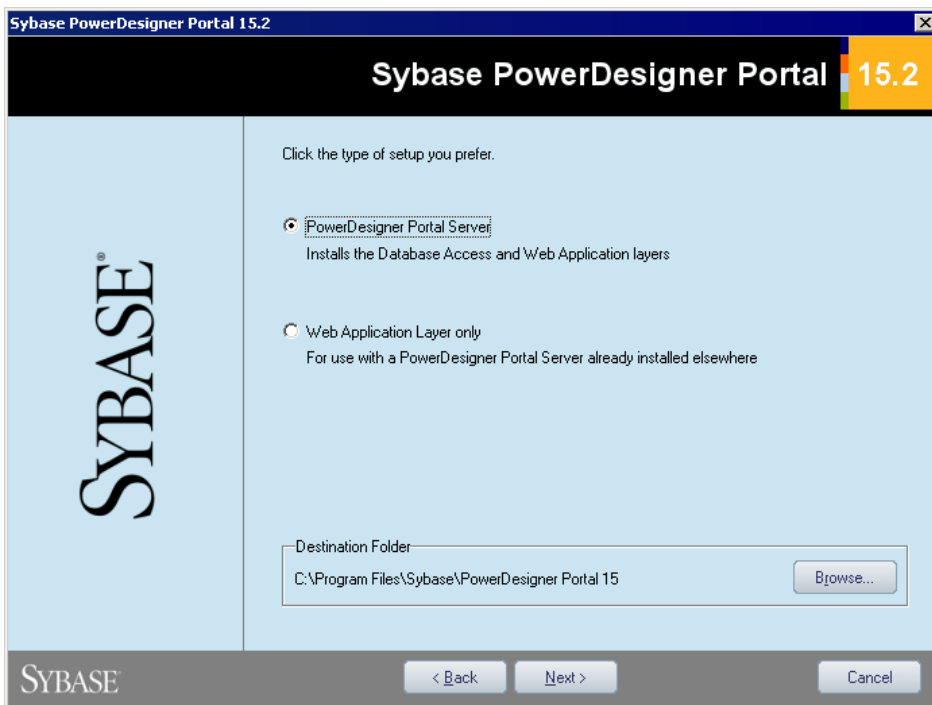 Sybase PowerDesigner Portal 15.2
Sybase PowerDesigner Portal 15.2
Click the type of setup you prefer.
PowerDesigner Portal Server
Installs the Database Access and Web Application layers
Web Application Layer only
For use with a PowerDesigner Portal Server already installed elsewhere
SYBASE®
Destination Folder
C:\Program Files\Sybase\PowerDesigner Portal 15
Browse...
SYBASE
< Back
Next >
Cancel